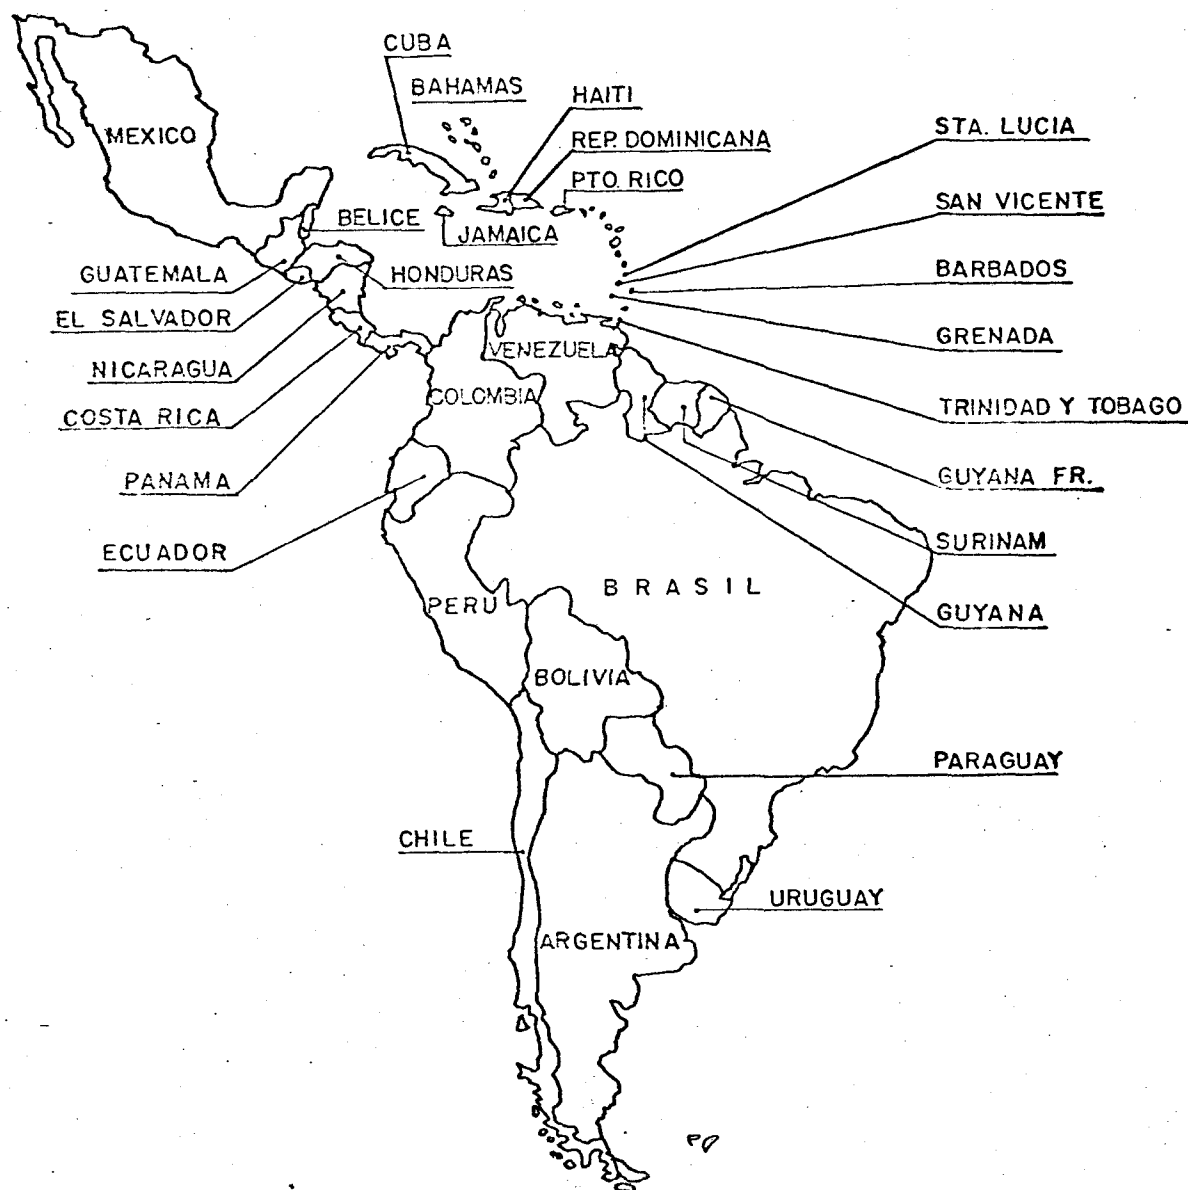 CUBA
BAHAMAS
HAITI
MEXICO
REP. DOMINICANA
STA. LUCIA
PTO. RICO
SAN VICENTE
BELICE
JAMAICA
GUATEMALA
HONDURAS
BARBADOS
EL SALVADOR
GRENADA
NICARAGUA
VENEZUELA
COLOMBIA
COSTA RICA
TRINIDAD Y TOBAGO
PANAMA
GUYANA FR.
ECUADOR
SURINAM
BRASIL
PERU
GUYANA
BOLIVIA
PARAGUAY
CHILE
URUGUAY
ARGENTINA